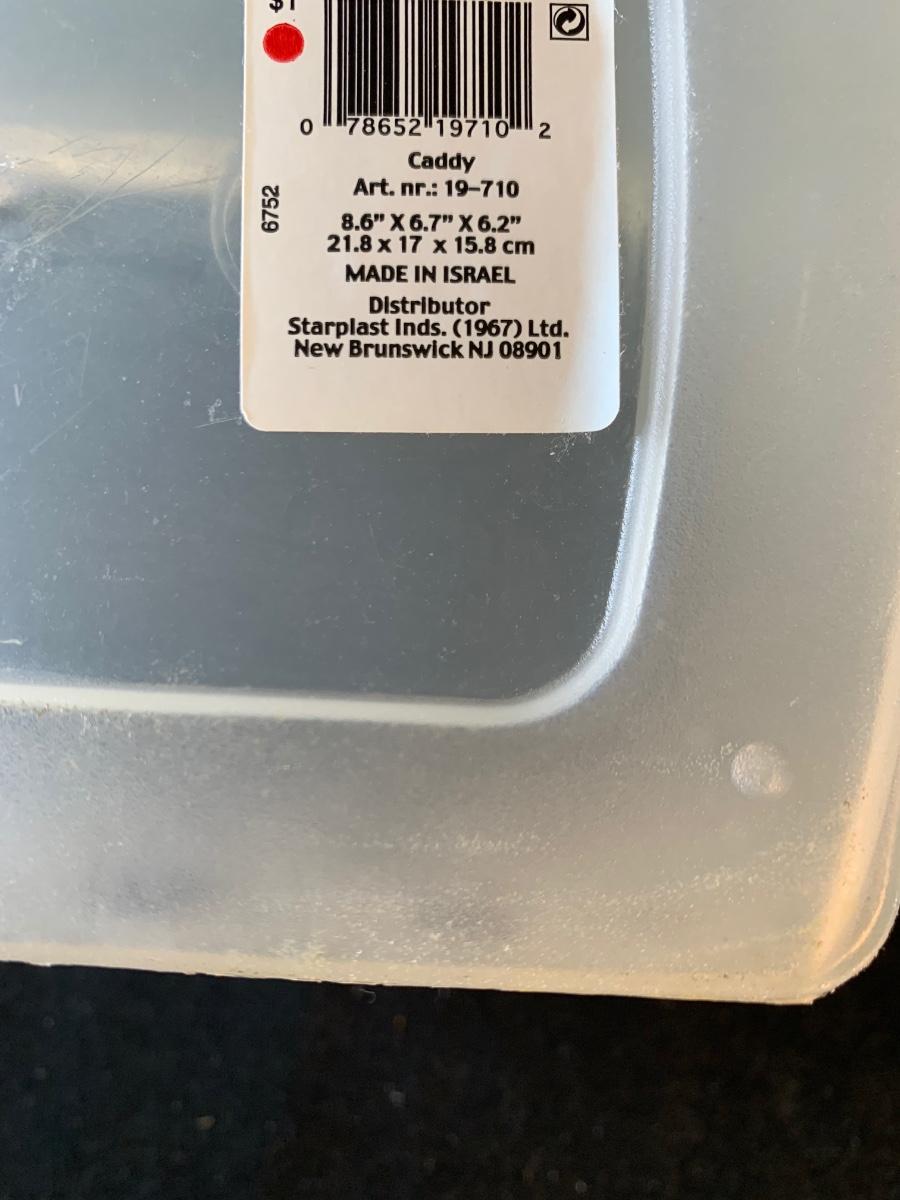 $1
0 78652 19710 2
Caddy
Art. nr.: 19-710
6752
8.6" X 6.7" X 6.2"
21.8 x 17 x 15.8 cm
MADE IN ISRAEL
Distributor
Starplast Inds. (1967) Ltd.
New Brunswick NJ 08901